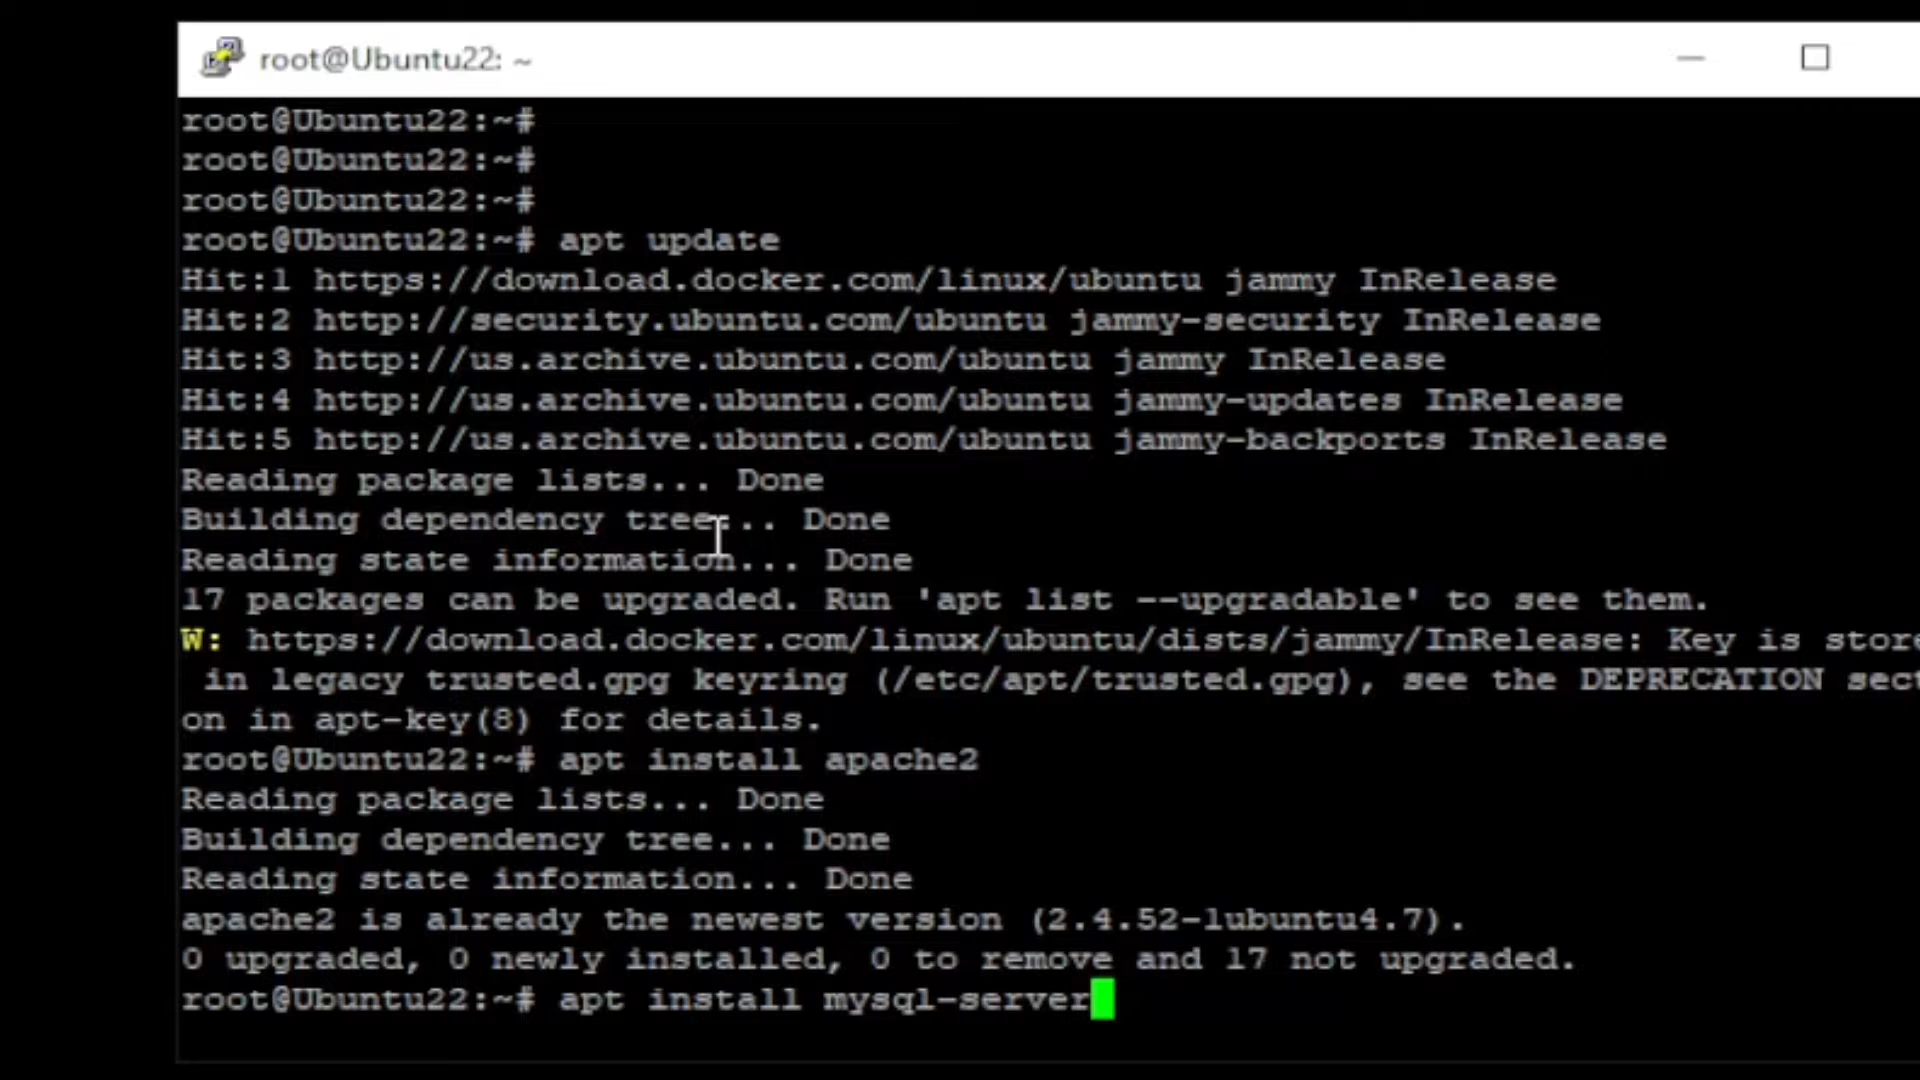 root@Ubuntu22: ~
root@Ubuntu22:~#
root@Ubuntu22:~#
root@Ubuntu22:~#
root@Ubuntu22:~# apt update
Hit:1 https://download.docker.com/linux/ubuntu jammy InRelease
Hit:2 http://security.ubuntu.com/ubuntu jammy-security InRelease
Hit:3 http://us.archive.ubuntu.com/ubuntu jammy InRelease
Hit:4 http://us.archive.ubuntu.com/ubuntu jammy-updates InRelease
Hit:5 http://us.archive.ubuntu.com/ubuntu jammy-backports InRelease
Reading package lists... Done
Building dependency tree... Done
Reading state information... Done
17 packages can be upgraded. Run 'apt list --upgradable' to see them.
W: https://download.docker.com/linux/ubuntu/dists/jammy/InRelease: Key is store
in legacy trusted.gpg keyring (/etc/apt/trusted.gpg), see the DEPRECATION sect
on in apt-key(8) for details.
root@Ubuntu22:~# apt install apache2
Reading package lists... Done
Building dependency tree... Done
Reading state information... Done
apache2 is already the newest version (2.4.52-1ubuntu4.7).
0 upgraded, 0 newly installed, 0 to remove and 17 not upgraded.
root@Ubuntu22:~# apt install mysql-server